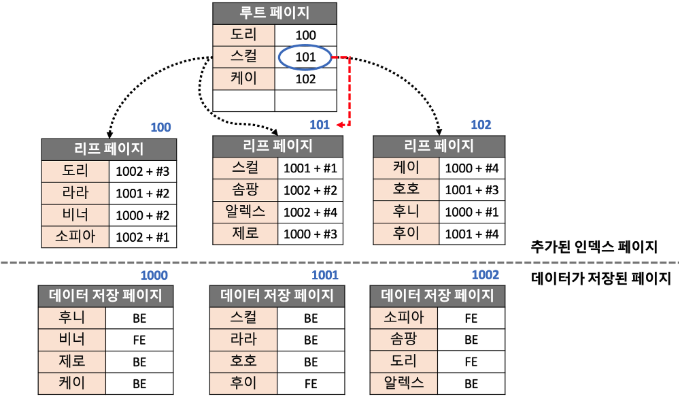 루트 페이지
도리 100
스컬 101
케이 102
100 101 102
리프 페이지 리프 페이지 리프 페이지
도리 1002 + #3 스컬 1001 + #1 케이 1000 + #4
라라 1001 + #2 솜팡 1002 + #2 호호 1001 + #3
비너 1000 + #2 알렉스 1002 + #4 후니 1000 + #1
소피아 1002 + #1 제로 1000 + #3 후이 1001 + #4
추가된 인덱스 페이지
1000 1001 1002 데이터가 저장된 페이지
데이터 저장 페이지 데이터 저장 페이지 데이터 저장 페이지
후니 BE 스컬 BE 소피아 FE
비너 FE 라라 BE 솜팡 BE
제로 BE 호호 BE 도리 FE
케이 BE 후이 FE 알렉스 BE